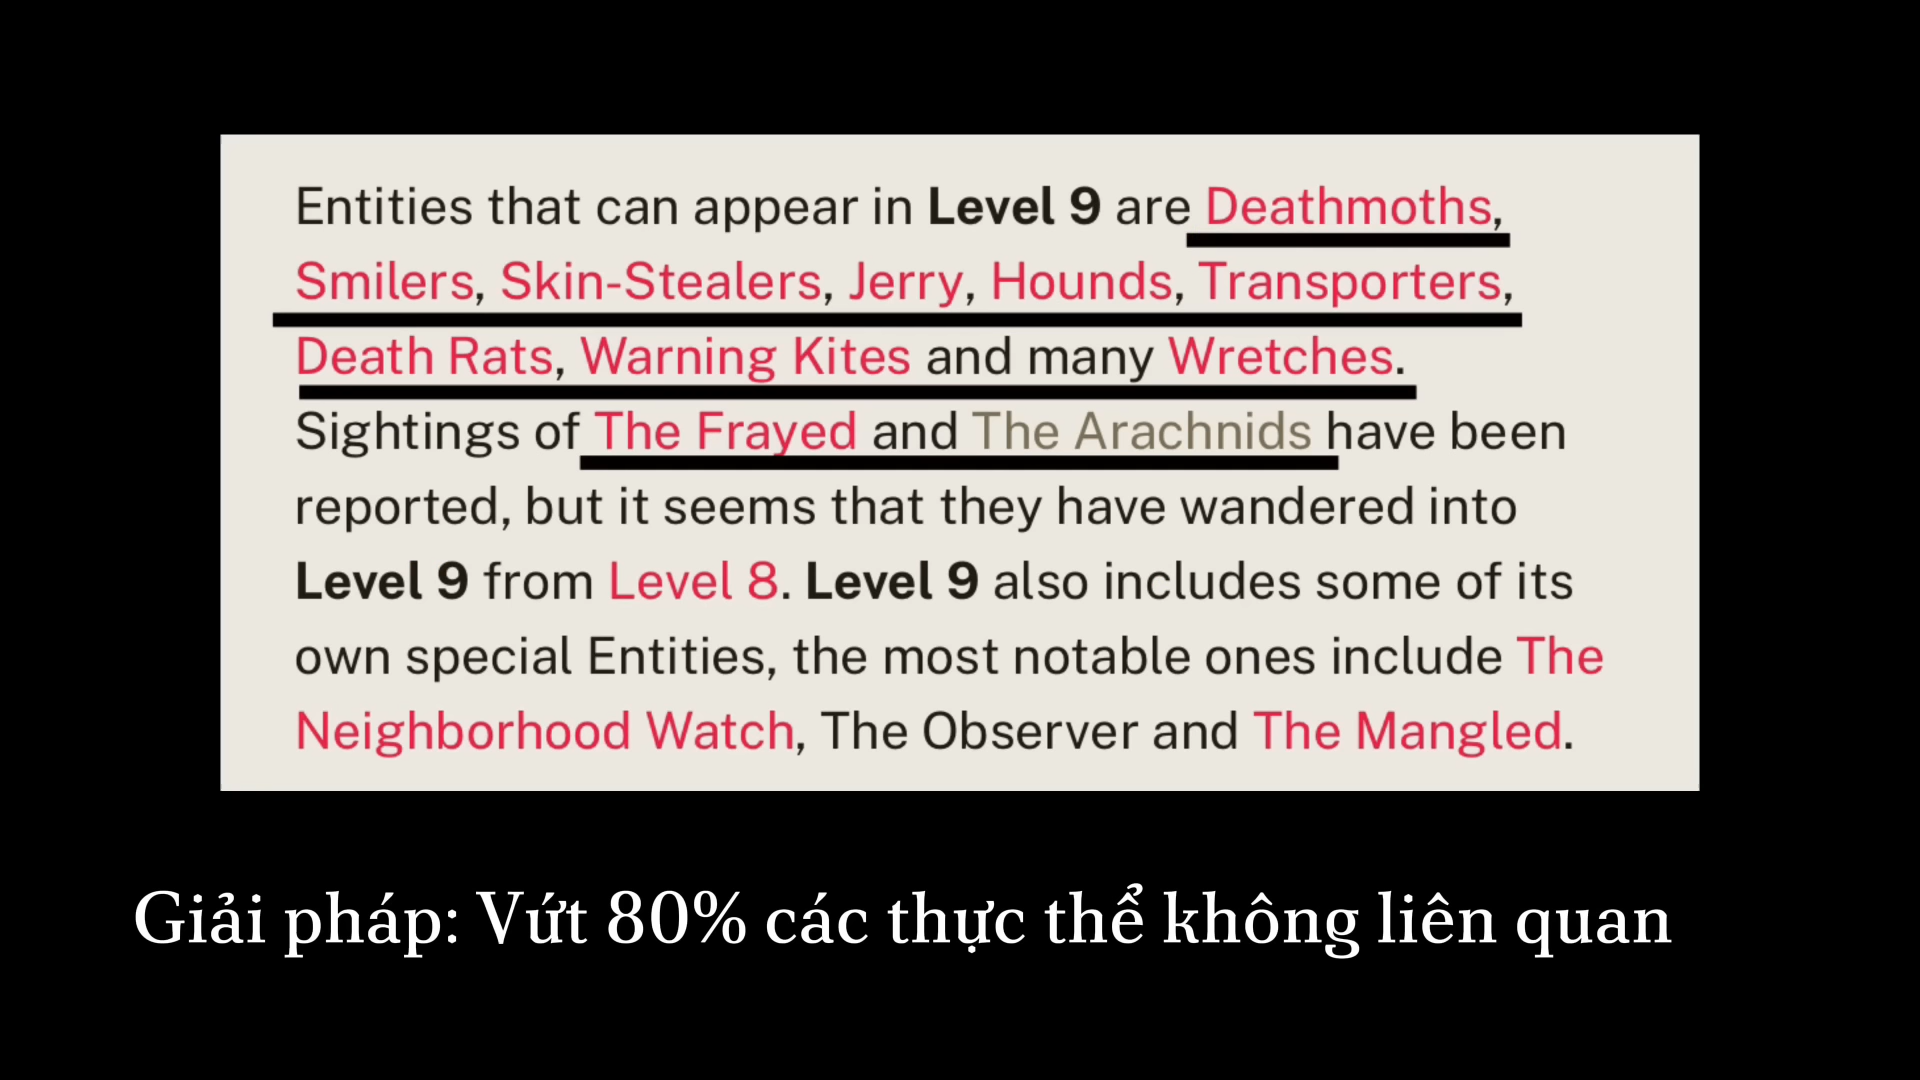 Entities that can appear in Level 9 are Deathmoths,
Smilers, Skin-Stealers, Jerry, Hounds, Transporters,
Death Rats, Warning Kites and many Wretches.
Sightings of The Frayed and The Arachnids have been
reported, but it seems that they have wandered into
Level 9 from Level 8. Level 9 also includes some of its
own special Entities, the most notable ones include The
Neighborhood Watch, The Observer and The Mangled.
Giải pháp: Vứt 80% các thực thể không liên quan